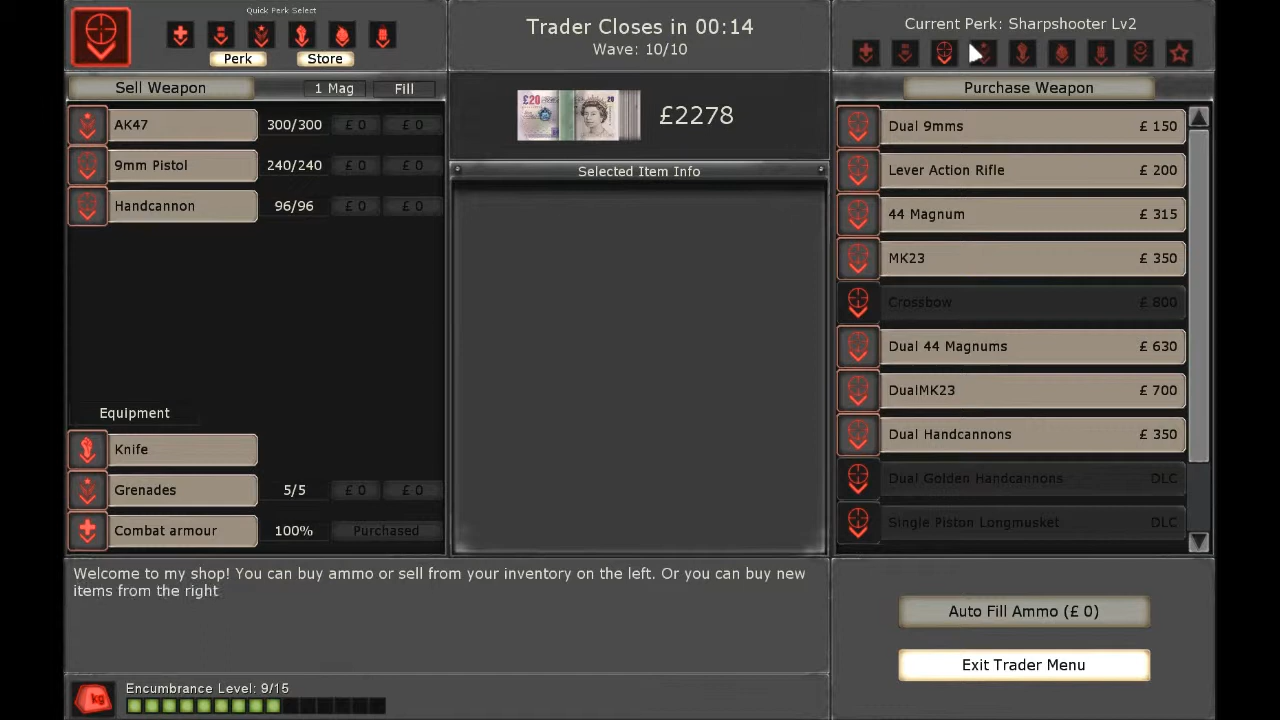 Quick Perk Select
Perk
Store
Trader Closes in 00:14
Wave: 10/10
Current Perk: Sharpshooter Lv2
Sell Weapon
1 Mag
Fill
AK47
300/300
£ 0
£ 0
9mm Pistol
240/240
£ 0
£ 0
Handcannon
96/96
£ 0
£ 0
Equipment
Knife
Grenades
5/5
£ 0
£ 0
Combat armour
100%
Purchased
£20
20
£2278
Selected Item Info
Purchase Weapon
Dual 9mms
£ 150
Lever Action Rifle
£ 200
44 Magnum
£ 315
MK23
£ 350
Crossbow
£ 800
Dual 44 Magnums
£ 630
DualMK23
£ 700
Dual Handcannons
£ 350
Dual Golden Handcannons
DLC
Single Piston Longmusket
DLC
Welcome to my shop! You can buy ammo or sell from your inventory on the left. Or you can buy new
items from the right
Auto Fill Ammo (£ 0)
Exit Trader Menu
kg
Encumbrance Level: 9/15